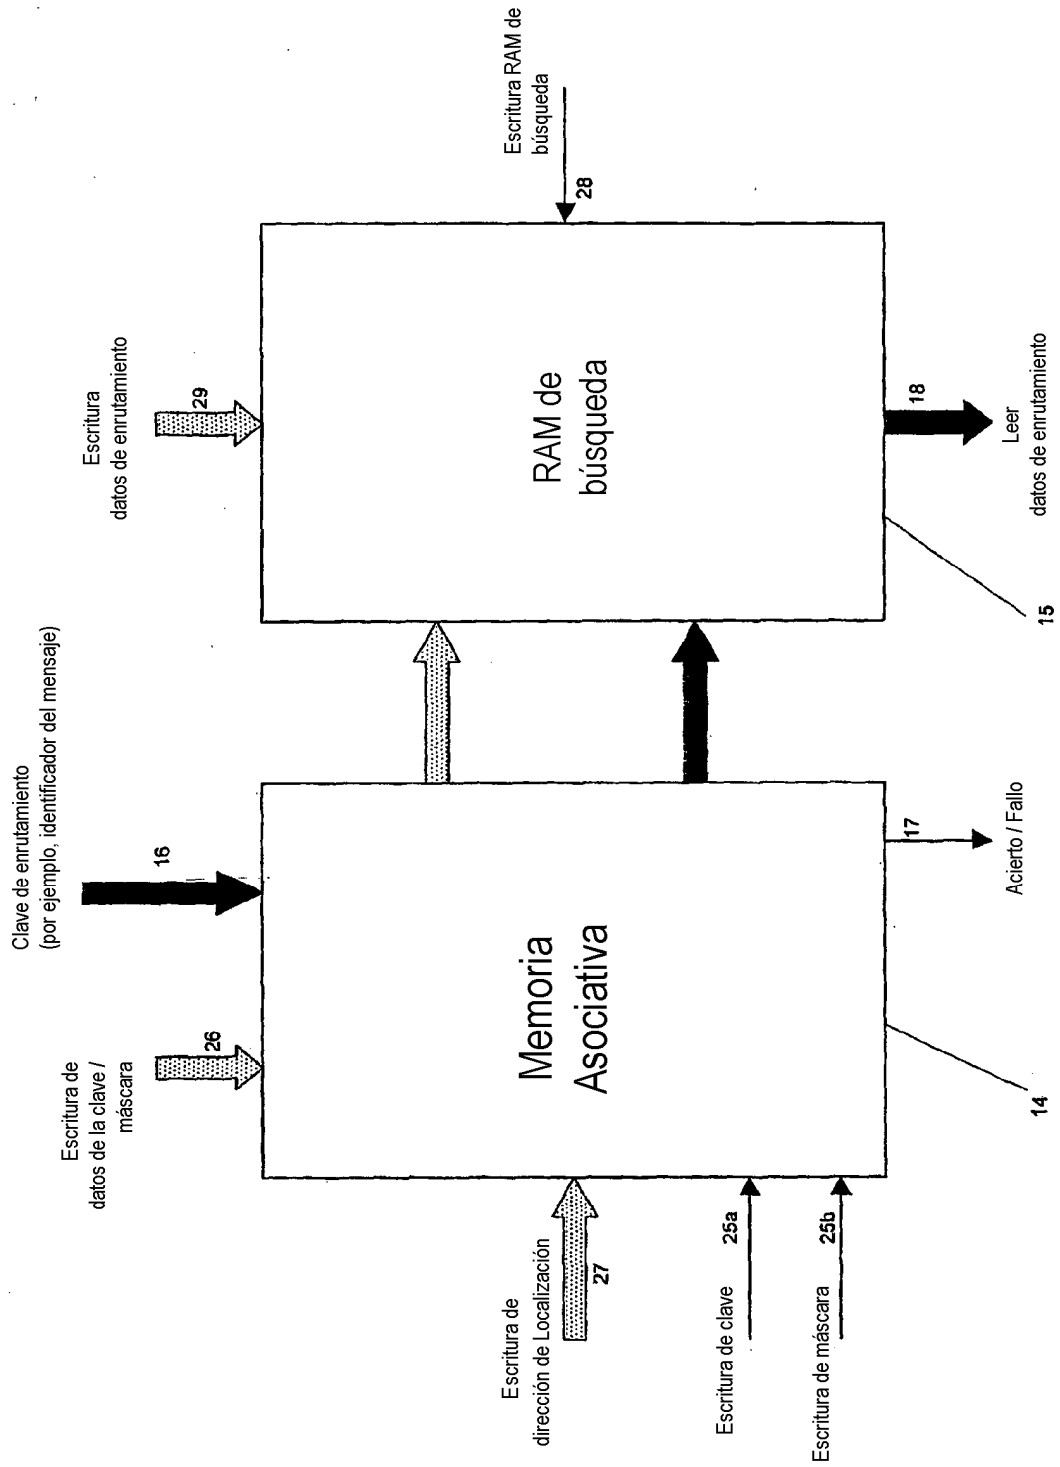 Clave de enrutamiento
(por ejemplo, identificador del mensaje)
16
Escritura de
datos de la clave /
máscara
26
Escritura
datos de enrutamiento
29
Escritura de
dirección de Localización
27
Escritura de clave
25a
Escritura de máscara
25b
Memoria
Asociativa
RAM de
búsqueda
Escritura RAM de
búsqueda
28
17
Acierto / Fallo
18
Leer
datos de enrutamiento
14
15